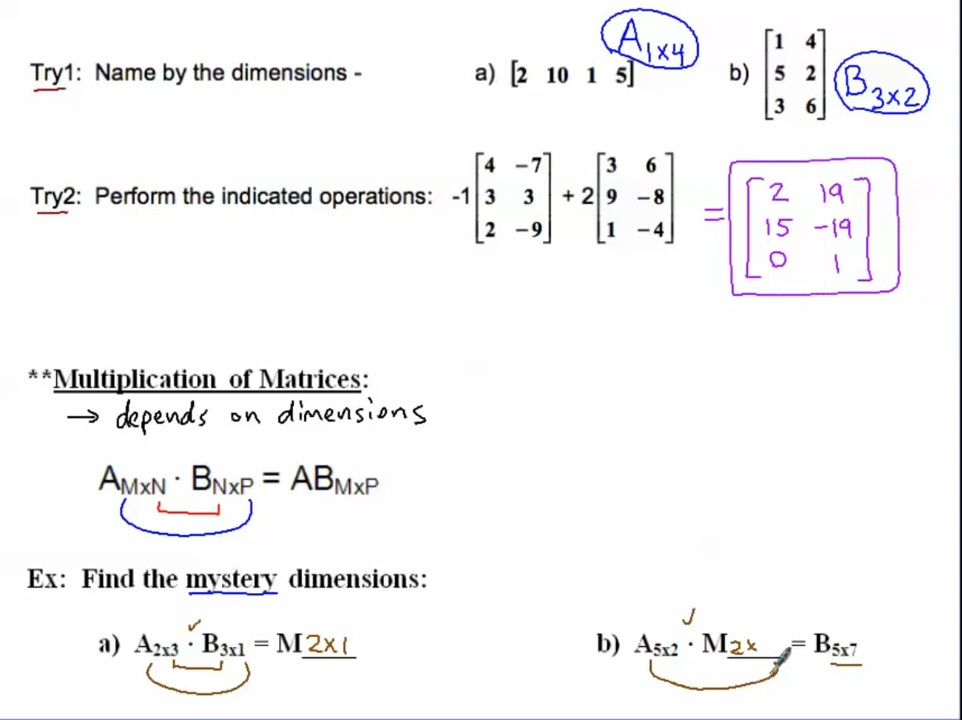 Try1: Name by the dimensions - a) [2 10 1 5] A1x4 b) [1 4
5 2
3 6] B3x2
Try2: Perform the indicated operations: -1[4 -7
3 3
2 -9] + 2[3 6
9 -8
1 -4] = [2 19
15 -19
0 1]
**Multiplication of Matrices:
→ depends on dimensions
AMxN · BNxP = ABMxP
Ex: Find the mystery dimensions:
a) A2x3 · B3x1 = M 2x1 b) A5x2 · M 2x = B5x7